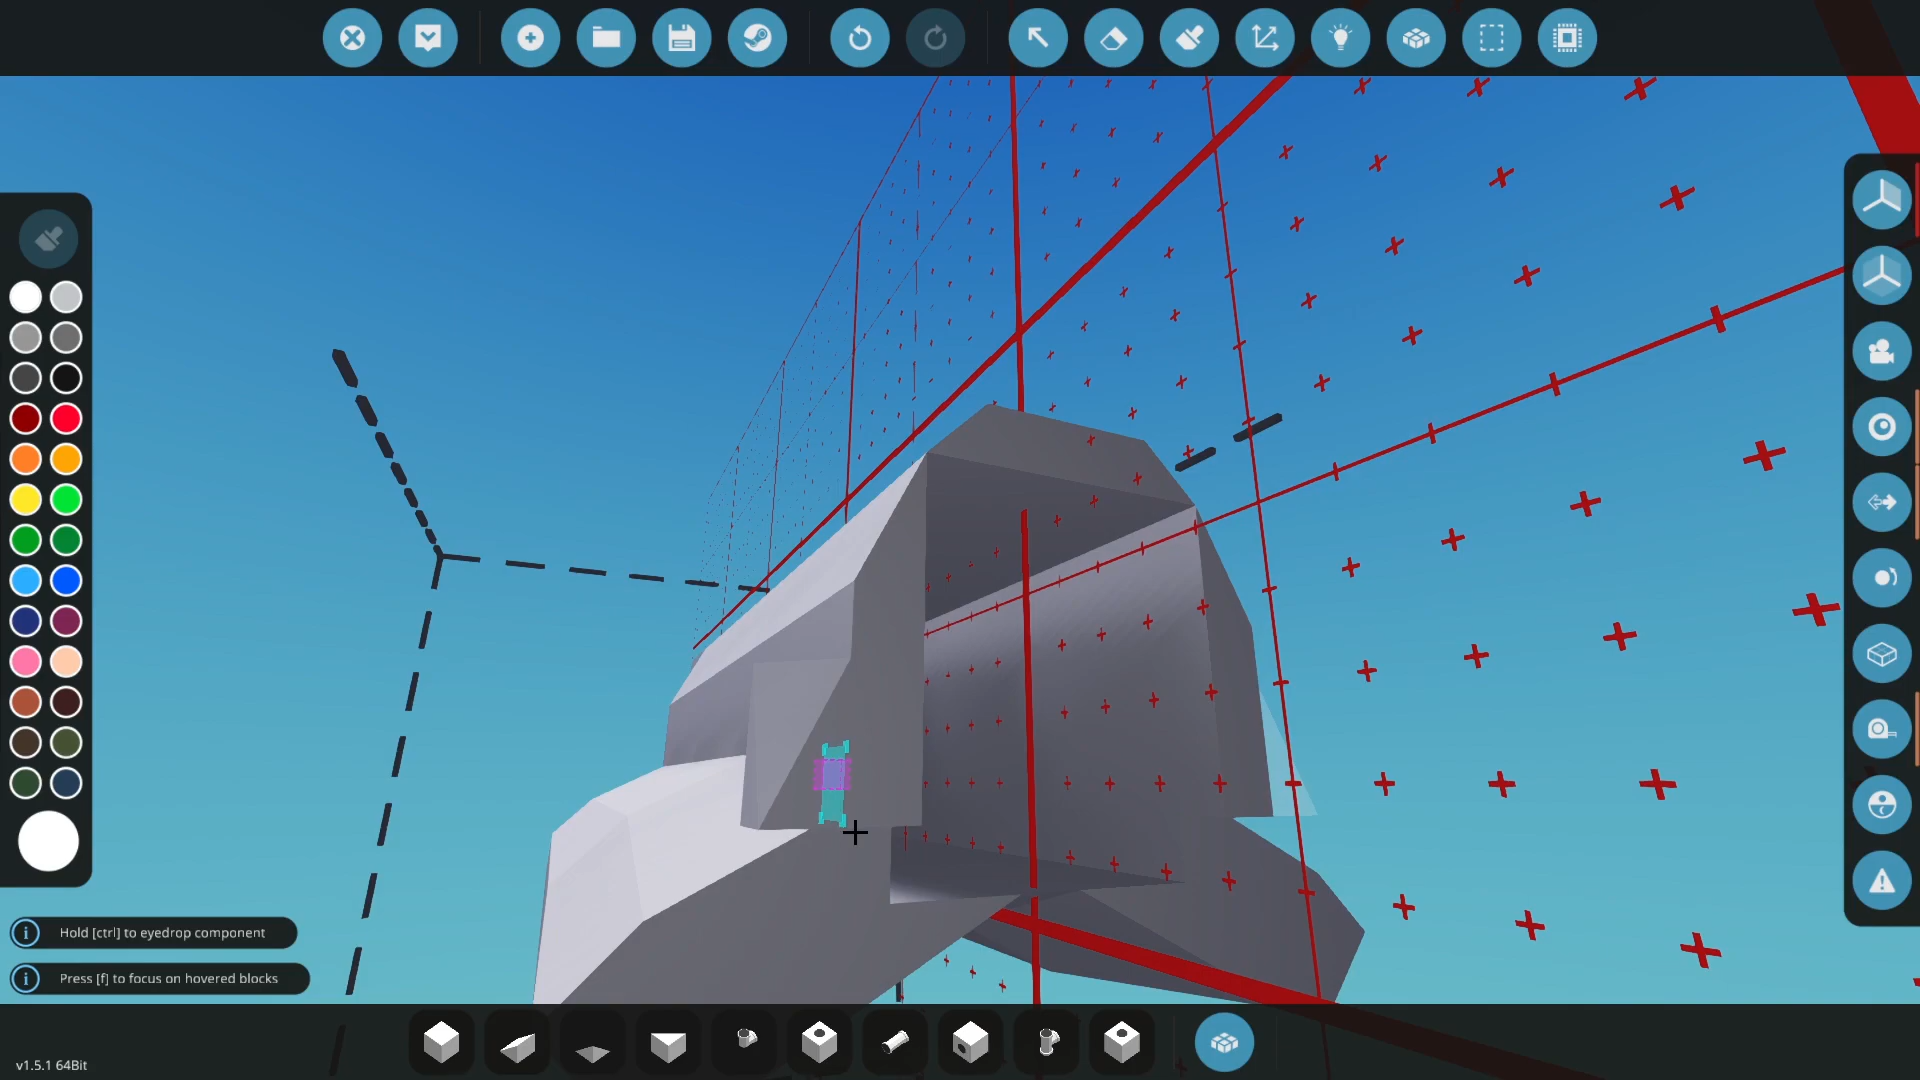 Hold [ctrl] to eyedrop component
Press [f] to focus on hovered blocks
v1.5.1 64Bit